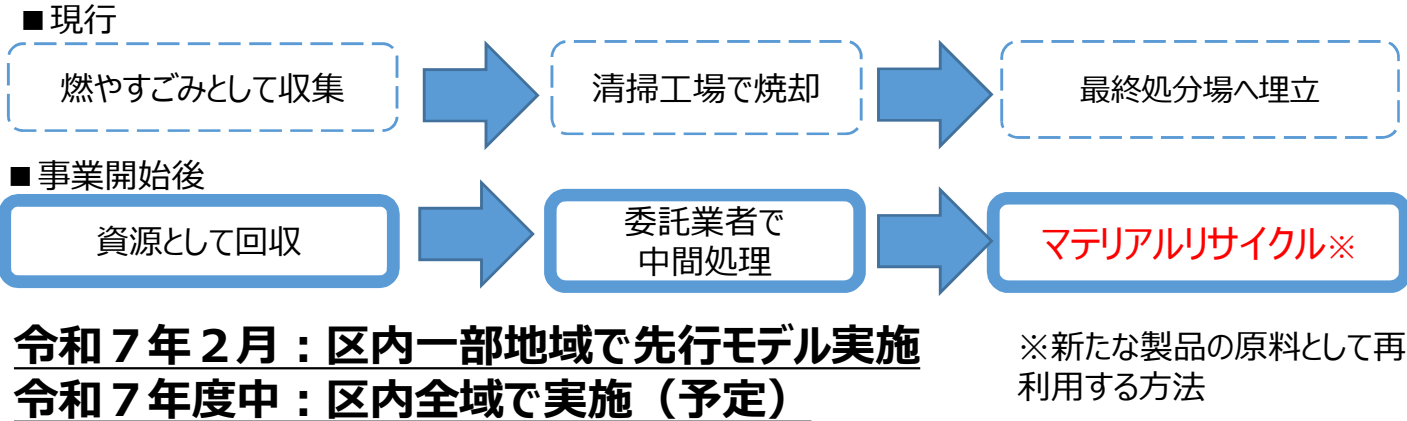 ■現行
燃やすごみとして収集
清掃工場で焼却
最終処分場へ埋立
■事業開始後
資源として回収
委託業者で
中間処理
マテリアルリサイクル※
令和７年２月：区内一部地域で先行モデル実施
令和７年度中：区内全域で実施（予定）
※新たな製品の原料として再
利用する方法